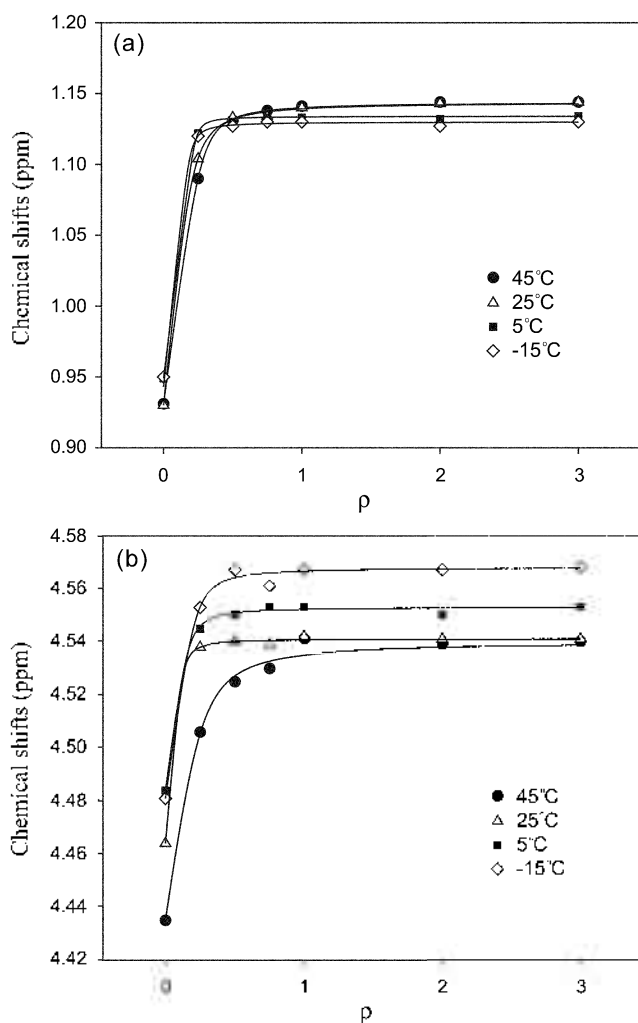 (a)
1.20
1.15
1.10
1.05
1.00
0.95
0.90
Chemical shifts (ppm)
45°C
25°C
5°C
-15°C
0 1 2 3
ρ
(b)
4.58
4.56
4.54
4.52
4.50
4.48
4.46
4.44
4.42
Chemical shifts (ppm)
45°C
25°C
5°C
-15°C
0 1 2 3
ρ